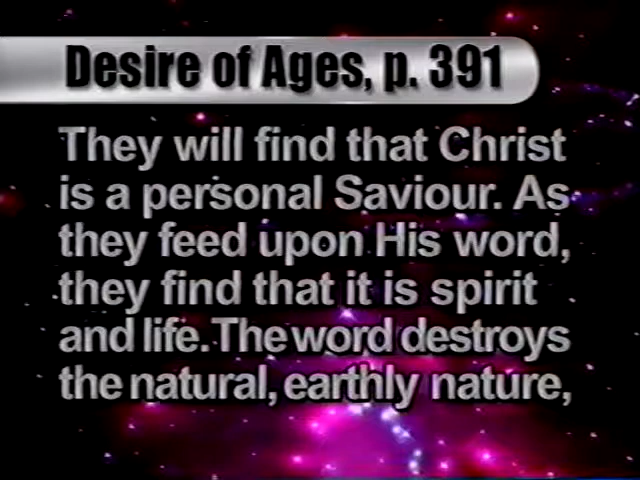 Desire of Ages, p. 391
They will find that Christ
is a personal Saviour. As
they feed upon His word,
they find that it is spirit
and life. The word destroys
the natural, earthly nature,